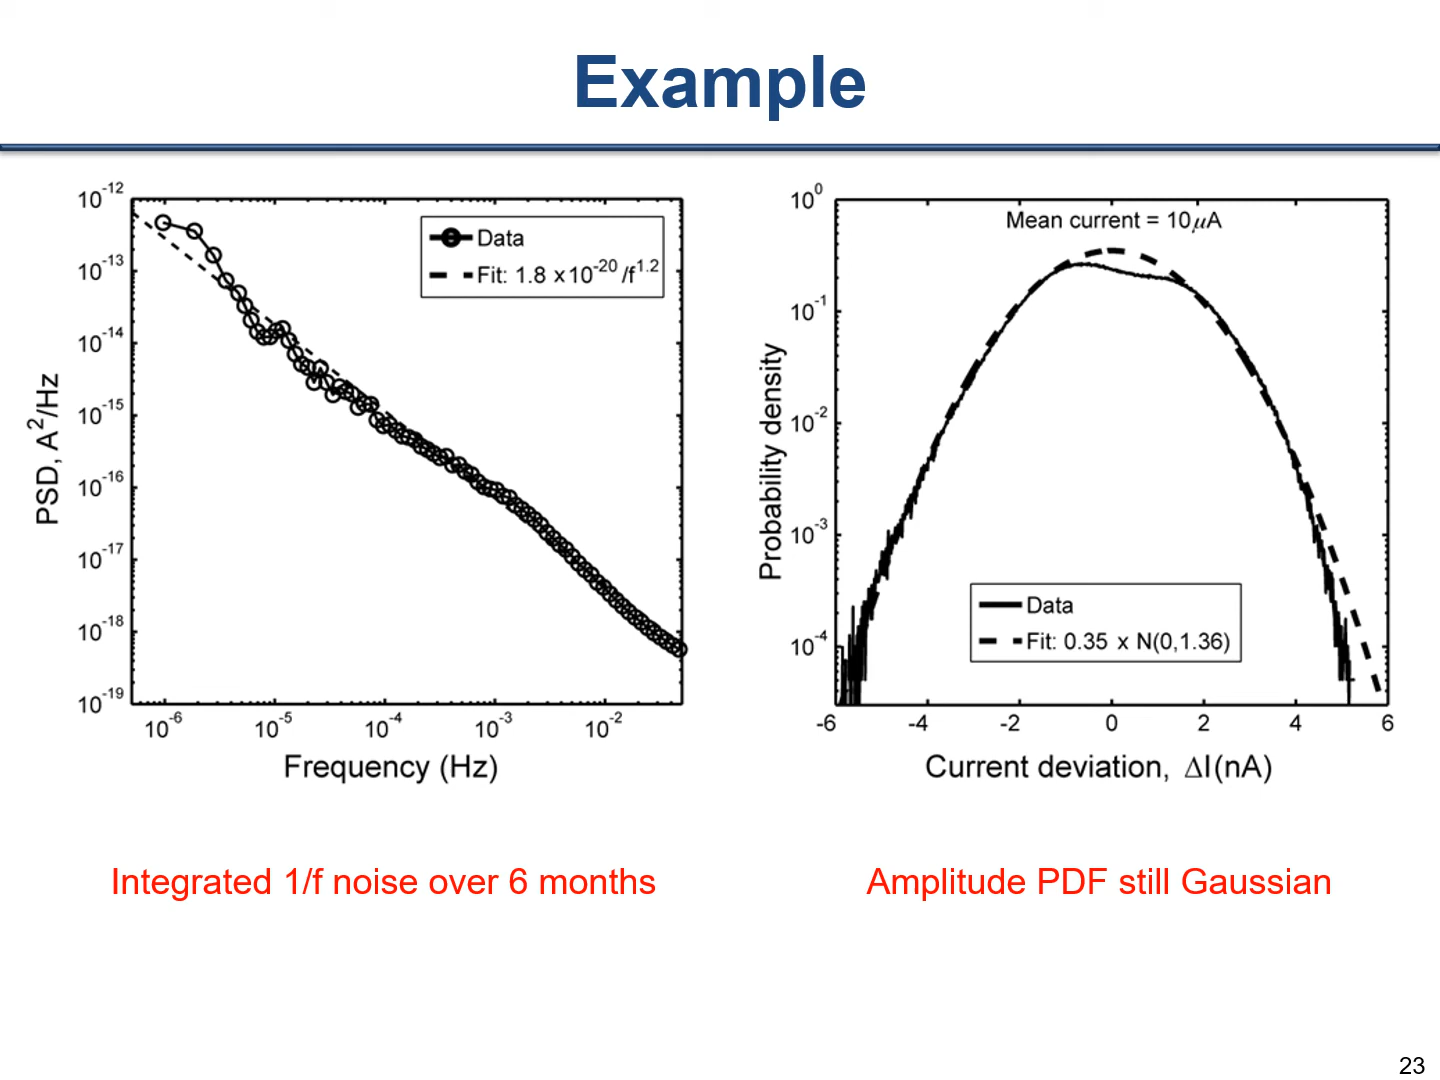 Example
10^-12
10^-13
10^-14
10^-15
10^-16
10^-17
10^-18
10^-19
PSD, A^2/Hz
Data
Fit: 1.8 x10^-20 /f^1.2
10^-6 10^-5 10^-4 10^-3 10^-2
Frequency (Hz)
10^0
10^-1
10^-2
10^-3
10^-4
Probability density
Mean current = 10μA
Data
Fit: 0.35 x N(0,1.36)
-6 -4 -2 0 2 4 6
Current deviation, ΔI(nA)
Integrated 1/f noise over 6 months
Amplitude PDF still Gaussian
23